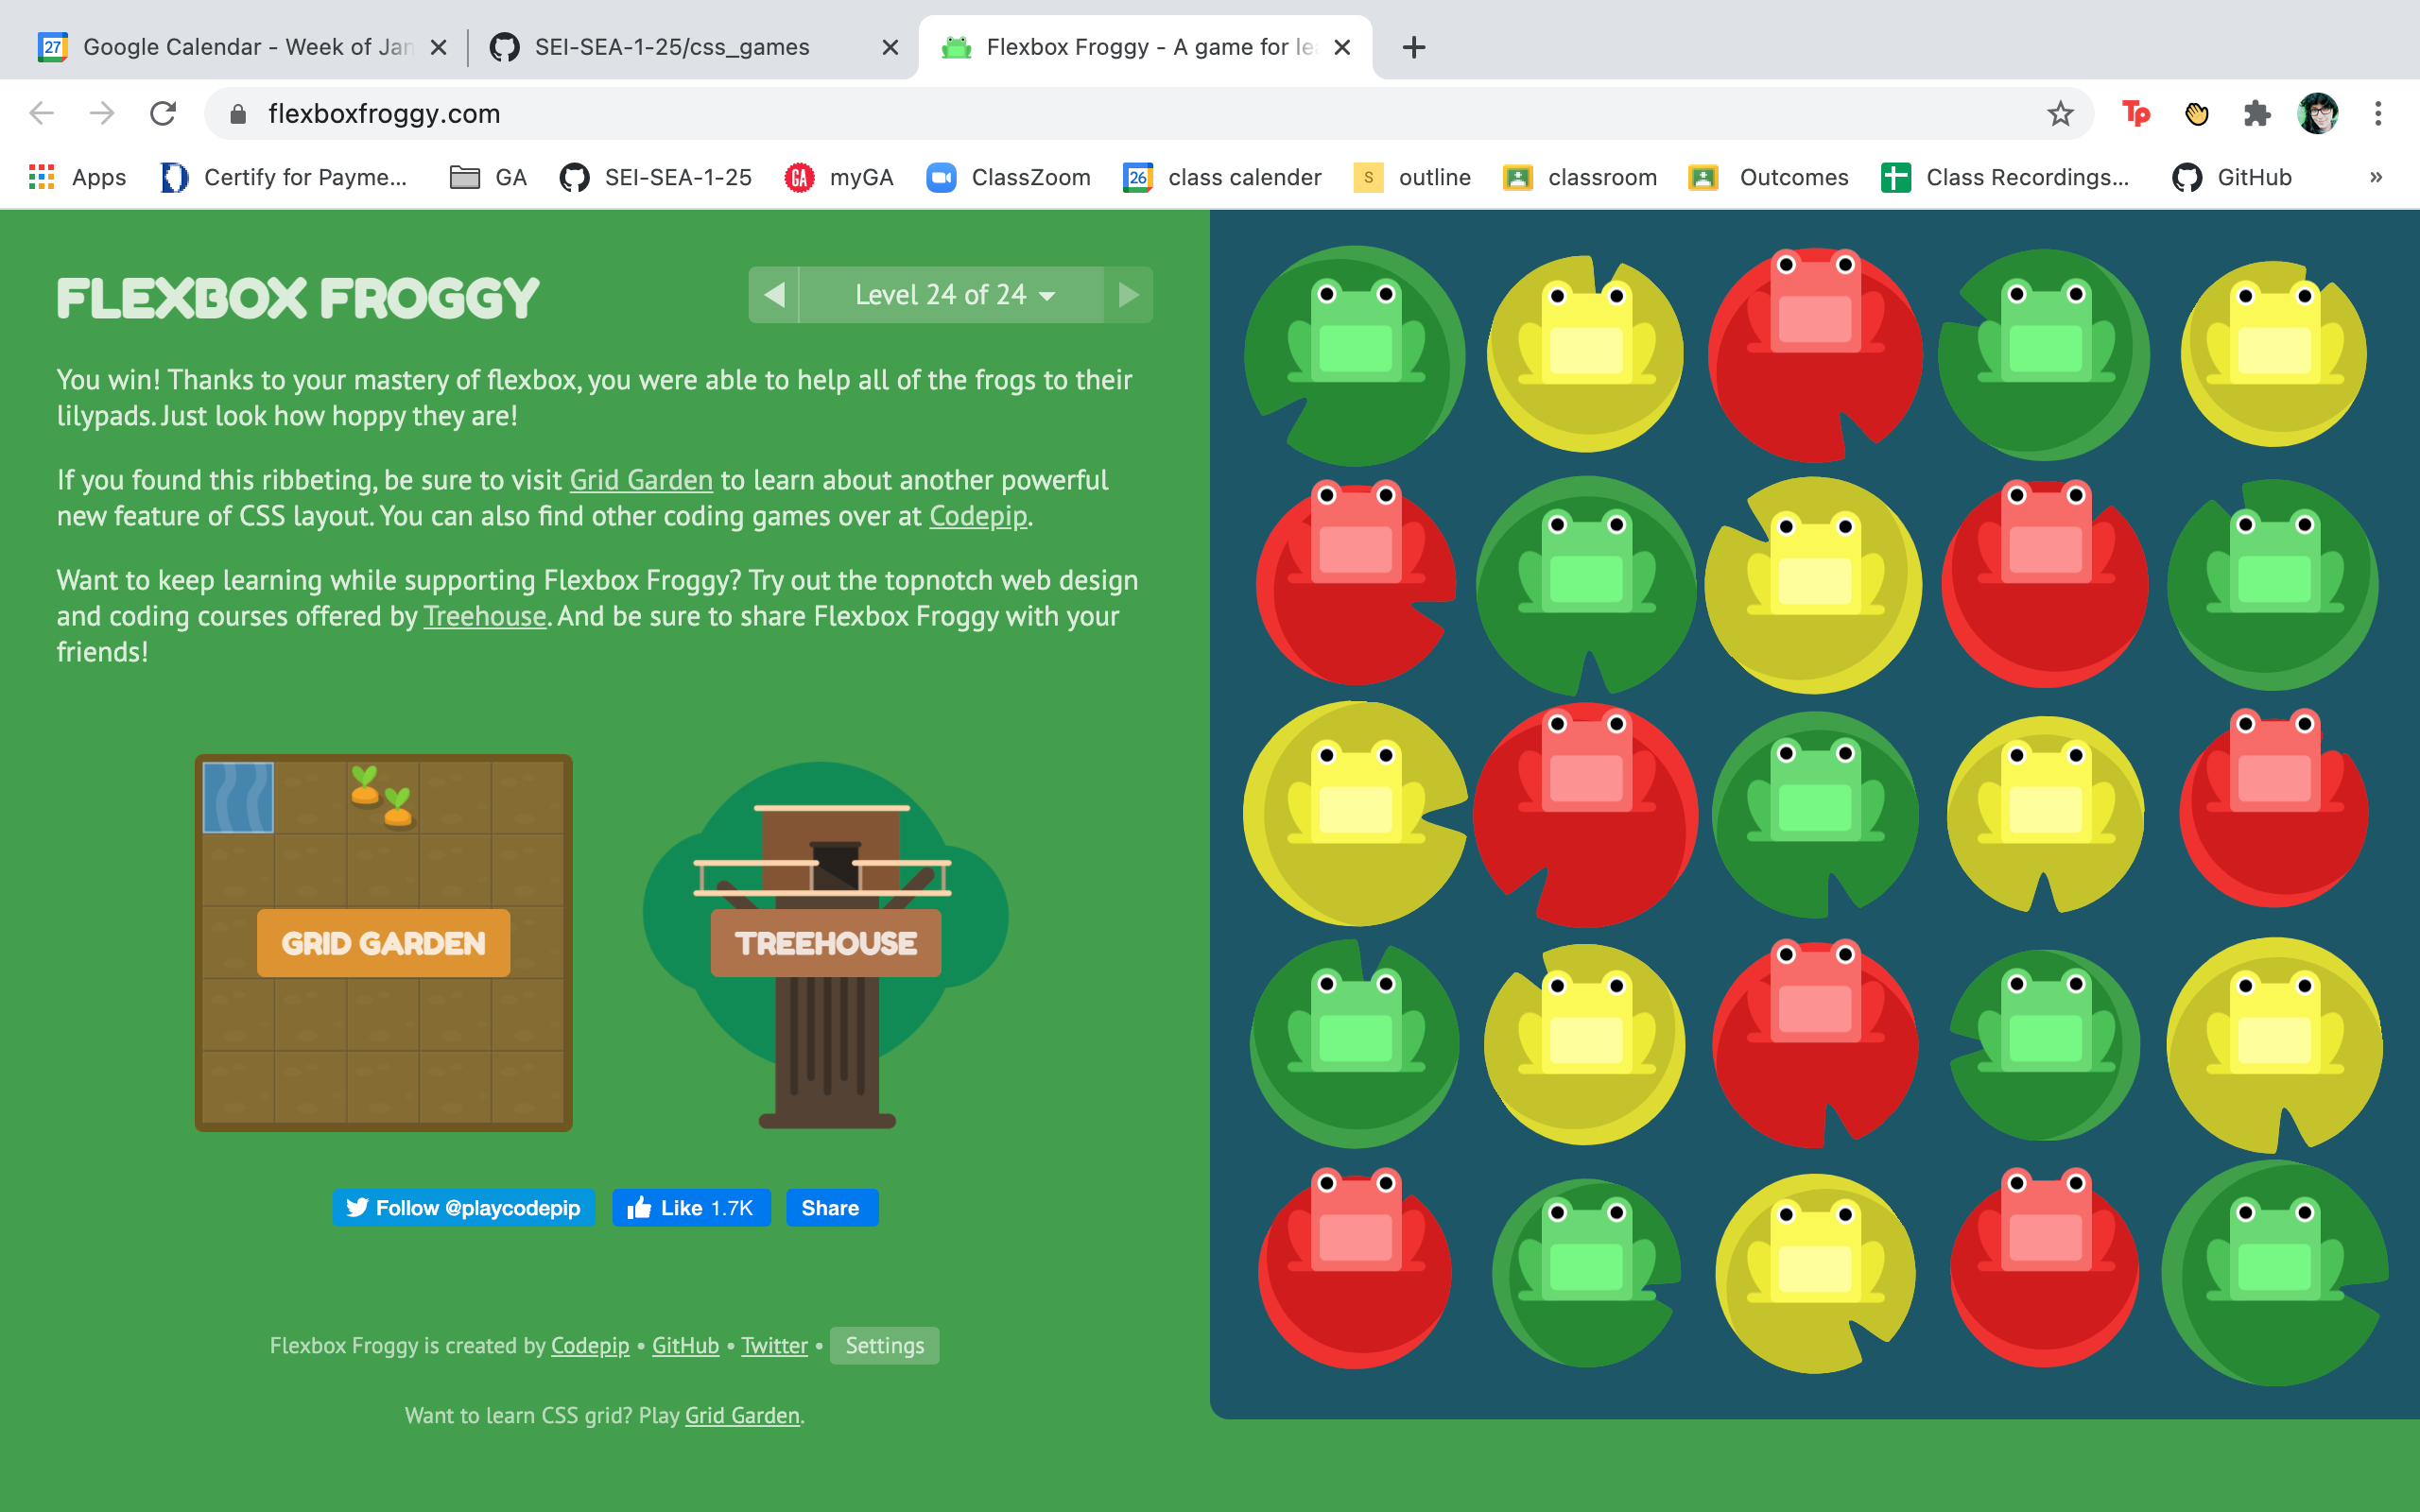 27 Google Calendar - Week of Jan
SEI-SEA-1-25/css_games
Flexbox Froggy - A game for le
flexboxfroggy.com
Tp
Apps
Certify for Payme...
GA
SEI-SEA-1-25
GA myGA
ClassZoom
26 class calender
S outline
classroom
Outcomes
Class Recordings...
GitHub
»
FLEXBOX FROGGY
Level 24 of 24
You win! Thanks to your mastery of flexbox, you were able to help all of the frogs to their
lilypads. Just look how hoppy they are!
If you found this ribbeting, be sure to visit Grid Garden to learn about another powerful
new feature of CSS layout. You can also find other coding games over at Codepip.
Want to keep learning while supporting Flexbox Froggy? Try out the topnotch web design
and coding courses offered by Treehouse. And be sure to share Flexbox Froggy with your
friends!
GRID GARDEN
TREEHOUSE
Follow @playcodepip
Like 1.7K
Share
Flexbox Froggy is created by Codepip • GitHub • Twitter • Settings
Want to learn CSS grid? Play Grid Garden.